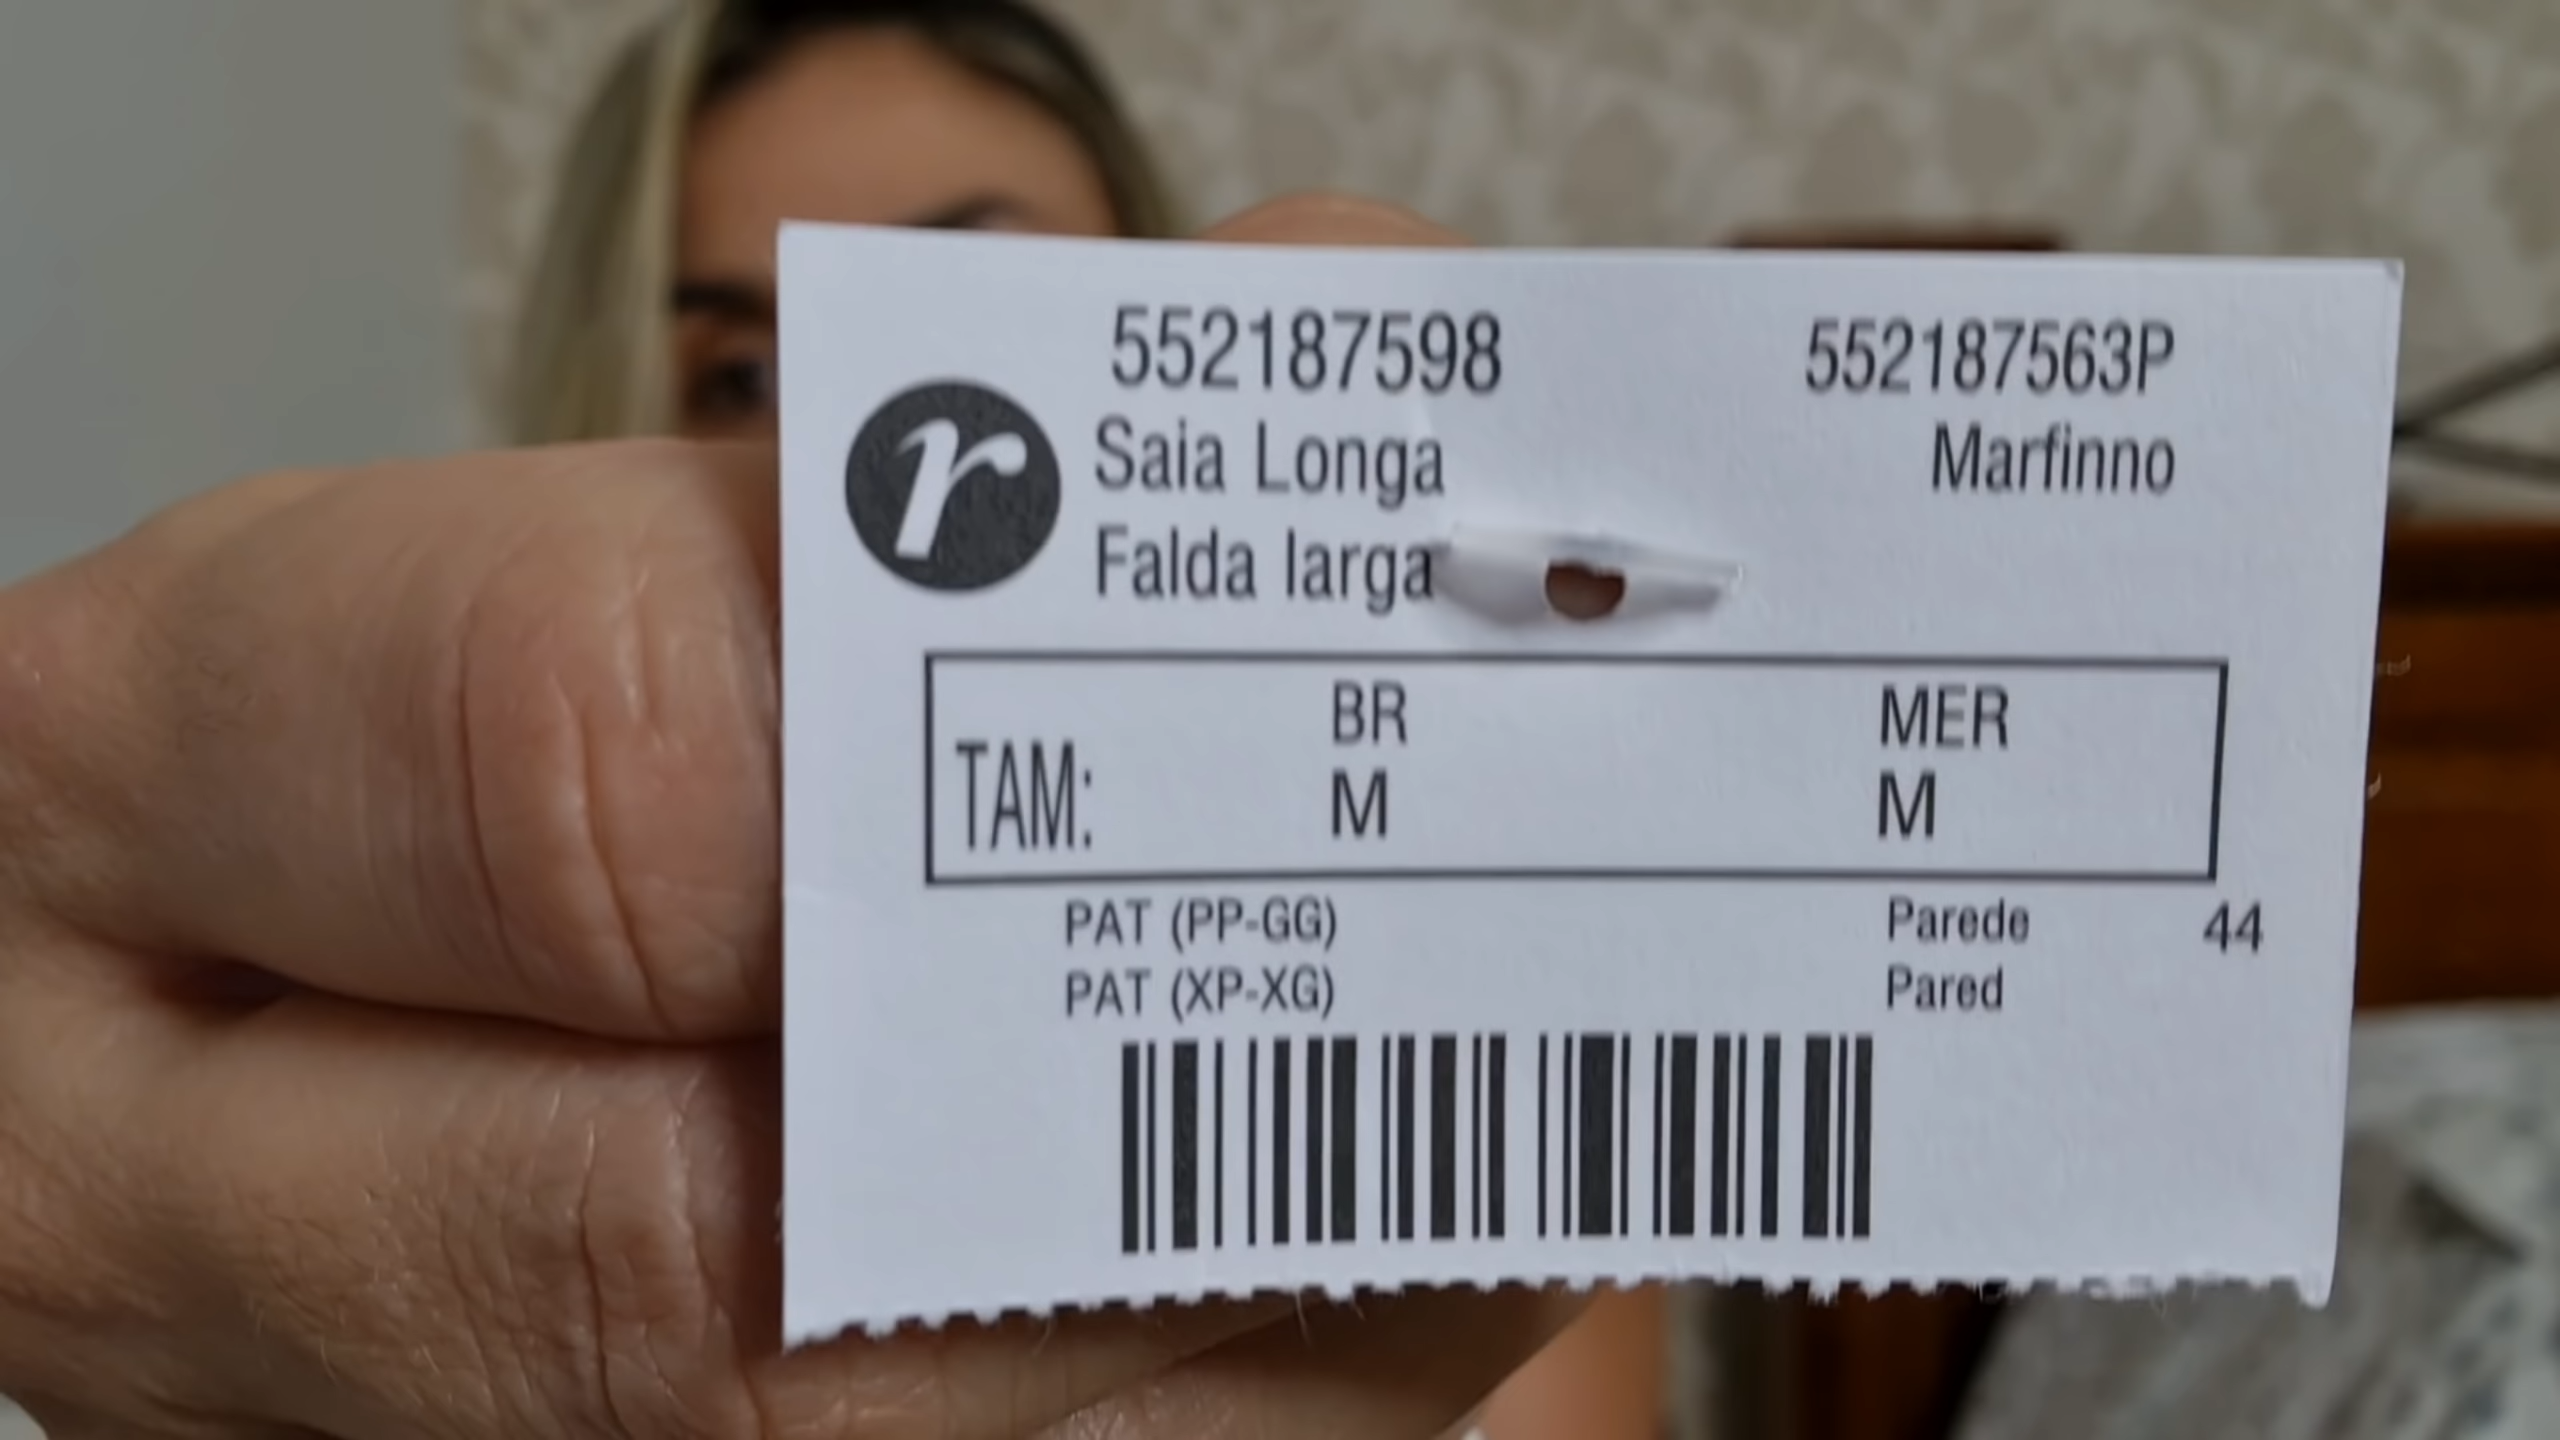 552187598 552187563P
r
Saia Longa Marfinno
Falda larga
BR MER
TAM: M M
PAT (PP-GG) Parede 44
PAT (XP-XG) Pared